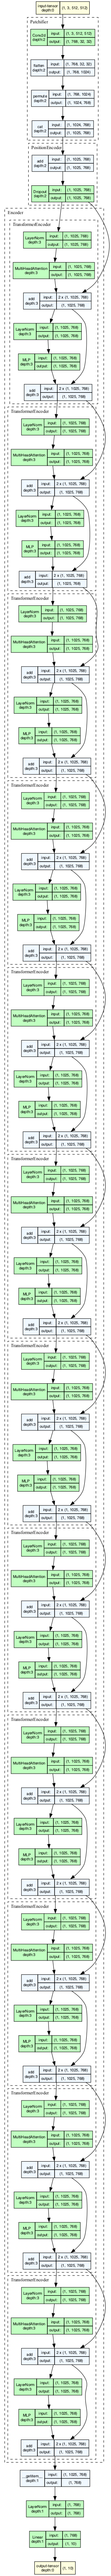 input-tensor
depth:0
(1, 3, 512, 512)
Patchifier
Conv2d
depth:2
input: (1, 3, 512, 512)
output: (1, 768, 32, 32)
flatten
depth:2
input: (1, 768, 32, 32)
output: (1, 768, 1024)
permute
depth:2
input: (1, 768, 1024)
output: (1, 1024, 768)
cat
depth:2
input: (1, 1024, 768)
output: (1, 1025, 768)
PositionEncoder
add
depth:2
input: (1, 1025, 768)
output: (1, 1025, 768)
Dropout
depth:2
input: (1, 1025, 768)
output: (1, 1025, 768)
Encoder
TransformerEncoder
LayerNorm
depth:3
input: (1, 1025, 768)
output: (1, 1025, 768)
MultiHeadAttention
depth:3
input: (1, 1025, 768)
output: (1, 1025, 768)
add
depth:3
input: 2 x (1, 1025, 768)
output: (1, 1025, 768)
LayerNorm
depth:3
input: (1, 1025, 768)
output: (1, 1025, 768)
MLP
depth:3
input: (1, 1025, 768)
output: (1, 1025, 768)
add
depth:3
input: 2 x (1, 1025, 768)
output: (1, 1025, 768)
TransformerEncoder
LayerNorm
depth:3
input: (1, 1025, 768)
output: (1, 1025, 768)
MultiHeadAttention
depth:3
input: (1, 1025, 768)
output: (1, 1025, 768)
add
depth:3
input: 2 x (1, 1025, 768)
output: (1, 1025, 768)
LayerNorm
depth:3
input: (1, 1025, 768)
output: (1, 1025, 768)
MLP
depth:3
input: (1, 1025, 768)
output: (1, 1025, 768)
add
depth:3
input: 2 x (1, 1025, 768)
output: (1, 1025, 768)
TransformerEncoder
LayerNorm
depth:3
input: (1, 1025, 768)
output: (1, 1025, 768)
MultiHeadAttention
depth:3
input: (1, 1025, 768)
output: (1, 1025, 768)
add
depth:3
input: 2 x (1, 1025, 768)
output: (1, 1025, 768)
LayerNorm
depth:3
input: (1, 1025, 768)
output: (1, 1025, 768)
MLP
depth:3
input: (1, 1025, 768)
output: (1, 1025, 768)
add
depth:3
input: 2 x (1, 1025, 768)
output: (1, 1025, 768)
TransformerEncoder
LayerNorm
depth:3
input: (1, 1025, 768)
output: (1, 1025, 768)
MultiHeadAttention
depth:3
input: (1, 1025, 768)
output: (1, 1025, 768)
add
depth:3
input: 2 x (1, 1025, 768)
output: (1, 1025, 768)
LayerNorm
depth:3
input: (1, 1025, 768)
output: (1, 1025, 768)
MLP
depth:3
input: (1, 1025, 768)
output: (1, 1025, 768)
add
depth:3
input: 2 x (1, 1025, 768)
output: (1, 1025, 768)
TransformerEncoder
LayerNorm
depth:3
input: (1, 1025, 768)
output: (1, 1025, 768)
MultiHeadAttention
depth:3
input: (1, 1025, 768)
output: (1, 1025, 768)
add
depth:3
input: 2 x (1, 1025, 768)
output: (1, 1025, 768)
LayerNorm
depth:3
input: (1, 1025, 768)
output: (1, 1025, 768)
MLP
depth:3
input: (1, 1025, 768)
output: (1, 1025, 768)
add
depth:3
input: 2 x (1, 1025, 768)
output: (1, 1025, 768)
TransformerEncoder
LayerNorm
depth:3
input: (1, 1025, 768)
output: (1, 1025, 768)
MultiHeadAttention
depth:3
input: (1, 1025, 768)
output: (1, 1025, 768)
add
depth:3
input: 2 x (1, 1025, 768)
output: (1, 1025, 768)
LayerNorm
depth:3
input: (1, 1025, 768)
output: (1, 1025, 768)
MLP
depth:3
input: (1, 1025, 768)
output: (1, 1025, 768)
add
depth:3
input: 2 x (1, 1025, 768)
output: (1, 1025, 768)
TransformerEncoder
LayerNorm
depth:3
input: (1, 1025, 768)
output: (1, 1025, 768)
MultiHeadAttention
depth:3
input: (1, 1025, 768)
output: (1, 1025, 768)
add
depth:3
input: 2 x (1, 1025, 768)
output: (1, 1025, 768)
LayerNorm
depth:3
input: (1, 1025, 768)
output: (1, 1025, 768)
MLP
depth:3
input: (1, 1025, 768)
output: (1, 1025, 768)
add
depth:3
input: 2 x (1, 1025, 768)
output: (1, 1025, 768)
TransformerEncoder
LayerNorm
depth:3
input: (1, 1025, 768)
output: (1, 1025, 768)
MultiHeadAttention
depth:3
input: (1, 1025, 768)
output: (1, 1025, 768)
add
depth:3
input: 2 x (1, 1025, 768)
output: (1, 1025, 768)
LayerNorm
depth:3
input: (1, 1025, 768)
output: (1, 1025, 768)
MLP
depth:3
input: (1, 1025, 768)
output: (1, 1025, 768)
add
depth:3
input: 2 x (1, 1025, 768)
output: (1, 1025, 768)
TransformerEncoder
LayerNorm
depth:3
input: (1, 1025, 768)
output: (1, 1025, 768)
MultiHeadAttention
depth:3
input: (1, 1025, 768)
output: (1, 1025, 768)
add
depth:3
input: 2 x (1, 1025, 768)
output: (1, 1025, 768)
LayerNorm
depth:3
input: (1, 1025, 768)
output: (1, 1025, 768)
MLP
depth:3
input: (1, 1025, 768)
output: (1, 1025, 768)
add
depth:3
input: 2 x (1, 1025, 768)
output: (1, 1025, 768)
TransformerEncoder
LayerNorm
depth:3
input: (1, 1025, 768)
output: (1, 1025, 768)
MultiHeadAttention
depth:3
input: (1, 1025, 768)
output: (1, 1025, 768)
add
depth:3
input: 2 x (1, 1025, 768)
output: (1, 1025, 768)
LayerNorm
depth:3
input: (1, 1025, 768)
output: (1, 1025, 768)
MLP
depth:3
input: (1, 1025, 768)
output: (1, 1025, 768)
add
depth:3
input: 2 x (1, 1025, 768)
output: (1, 1025, 768)
TransformerEncoder
LayerNorm
depth:3
input: (1, 1025, 768)
output: (1, 1025, 768)
MultiHeadAttention
depth:3
input: (1, 1025, 768)
output: (1, 1025, 768)
add
depth:3
input: 2 x (1, 1025, 768)
output: (1, 1025, 768)
LayerNorm
depth:3
input: (1, 1025, 768)
output: (1, 1025, 768)
MLP
depth:3
input: (1, 1025, 768)
output: (1, 1025, 768)
add
depth:3
input: 2 x (1, 1025, 768)
output: (1, 1025, 768)
TransformerEncoder
LayerNorm
depth:3
input: (1, 1025, 768)
output: (1, 1025, 768)
MultiHeadAttention
depth:3
input: (1, 1025, 768)
output: (1, 1025, 768)
add
depth:3
input: 2 x (1, 1025, 768)
output: (1, 1025, 768)
LayerNorm
depth:3
input: (1, 1025, 768)
output: (1, 1025, 768)
MLP
depth:3
input: (1, 1025, 768)
output: (1, 1025, 768)
add
depth:3
input: 2 x (1, 1025, 768)
output: (1, 1025, 768)
__getitem__
depth:1
input: (1, 1025, 768)
output: (1, 768)
LayerNorm
depth:1
input: (1, 768)
output: (1, 768)
Linear
depth:1
input: (1, 768)
output: (1, 10)
output-tensor
depth:0
(1, 10)